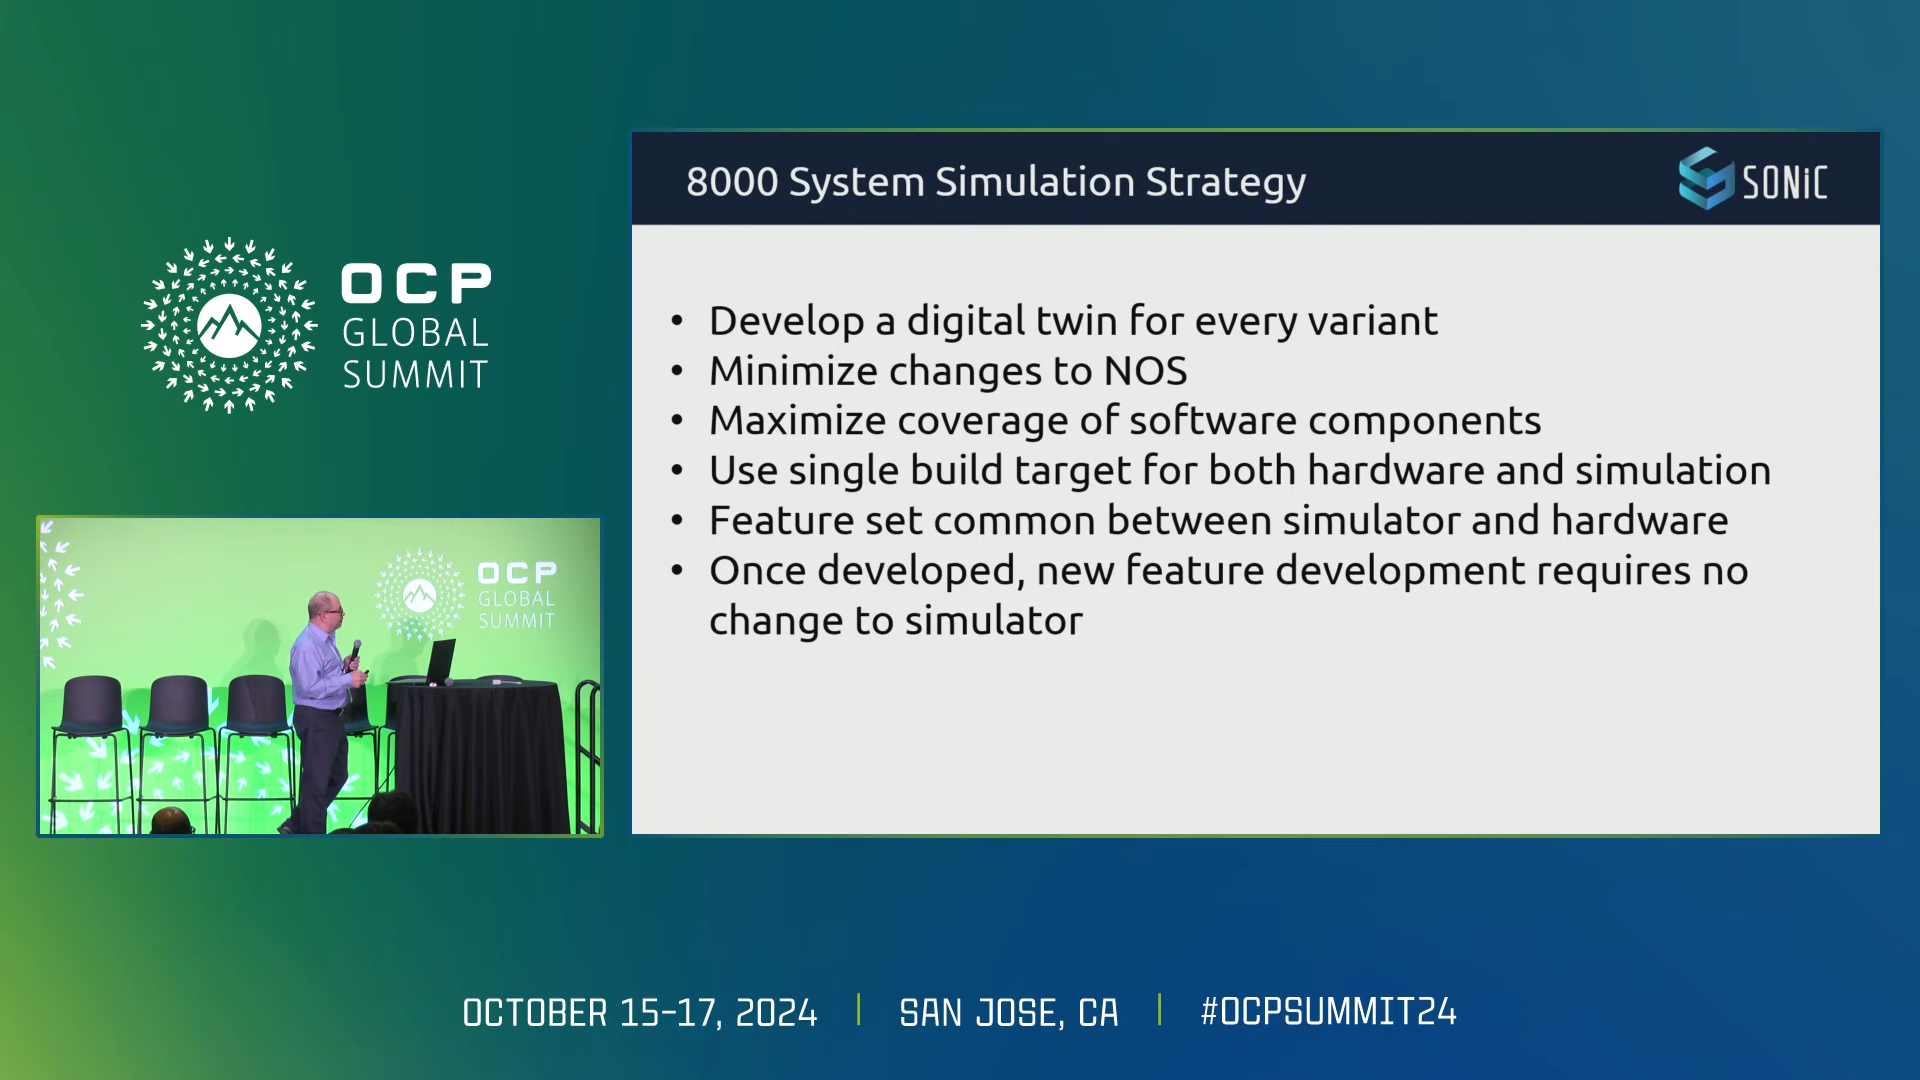 8000 System Simulation Strategy
SONiC
OCP
GLOBAL
SUMMIT
• Develop a digital twin for every variant
• Minimize changes to NOS
• Maximize coverage of software components
• Use single build target for both hardware and simulation
• Feature set common between simulator and hardware
• Once developed, new feature development requires no
change to simulator
OCP
GLOBAL
SUMMIT
OCTOBER 15-17, 2024 | SAN JOSE, CA | #OCPSUMMIT24